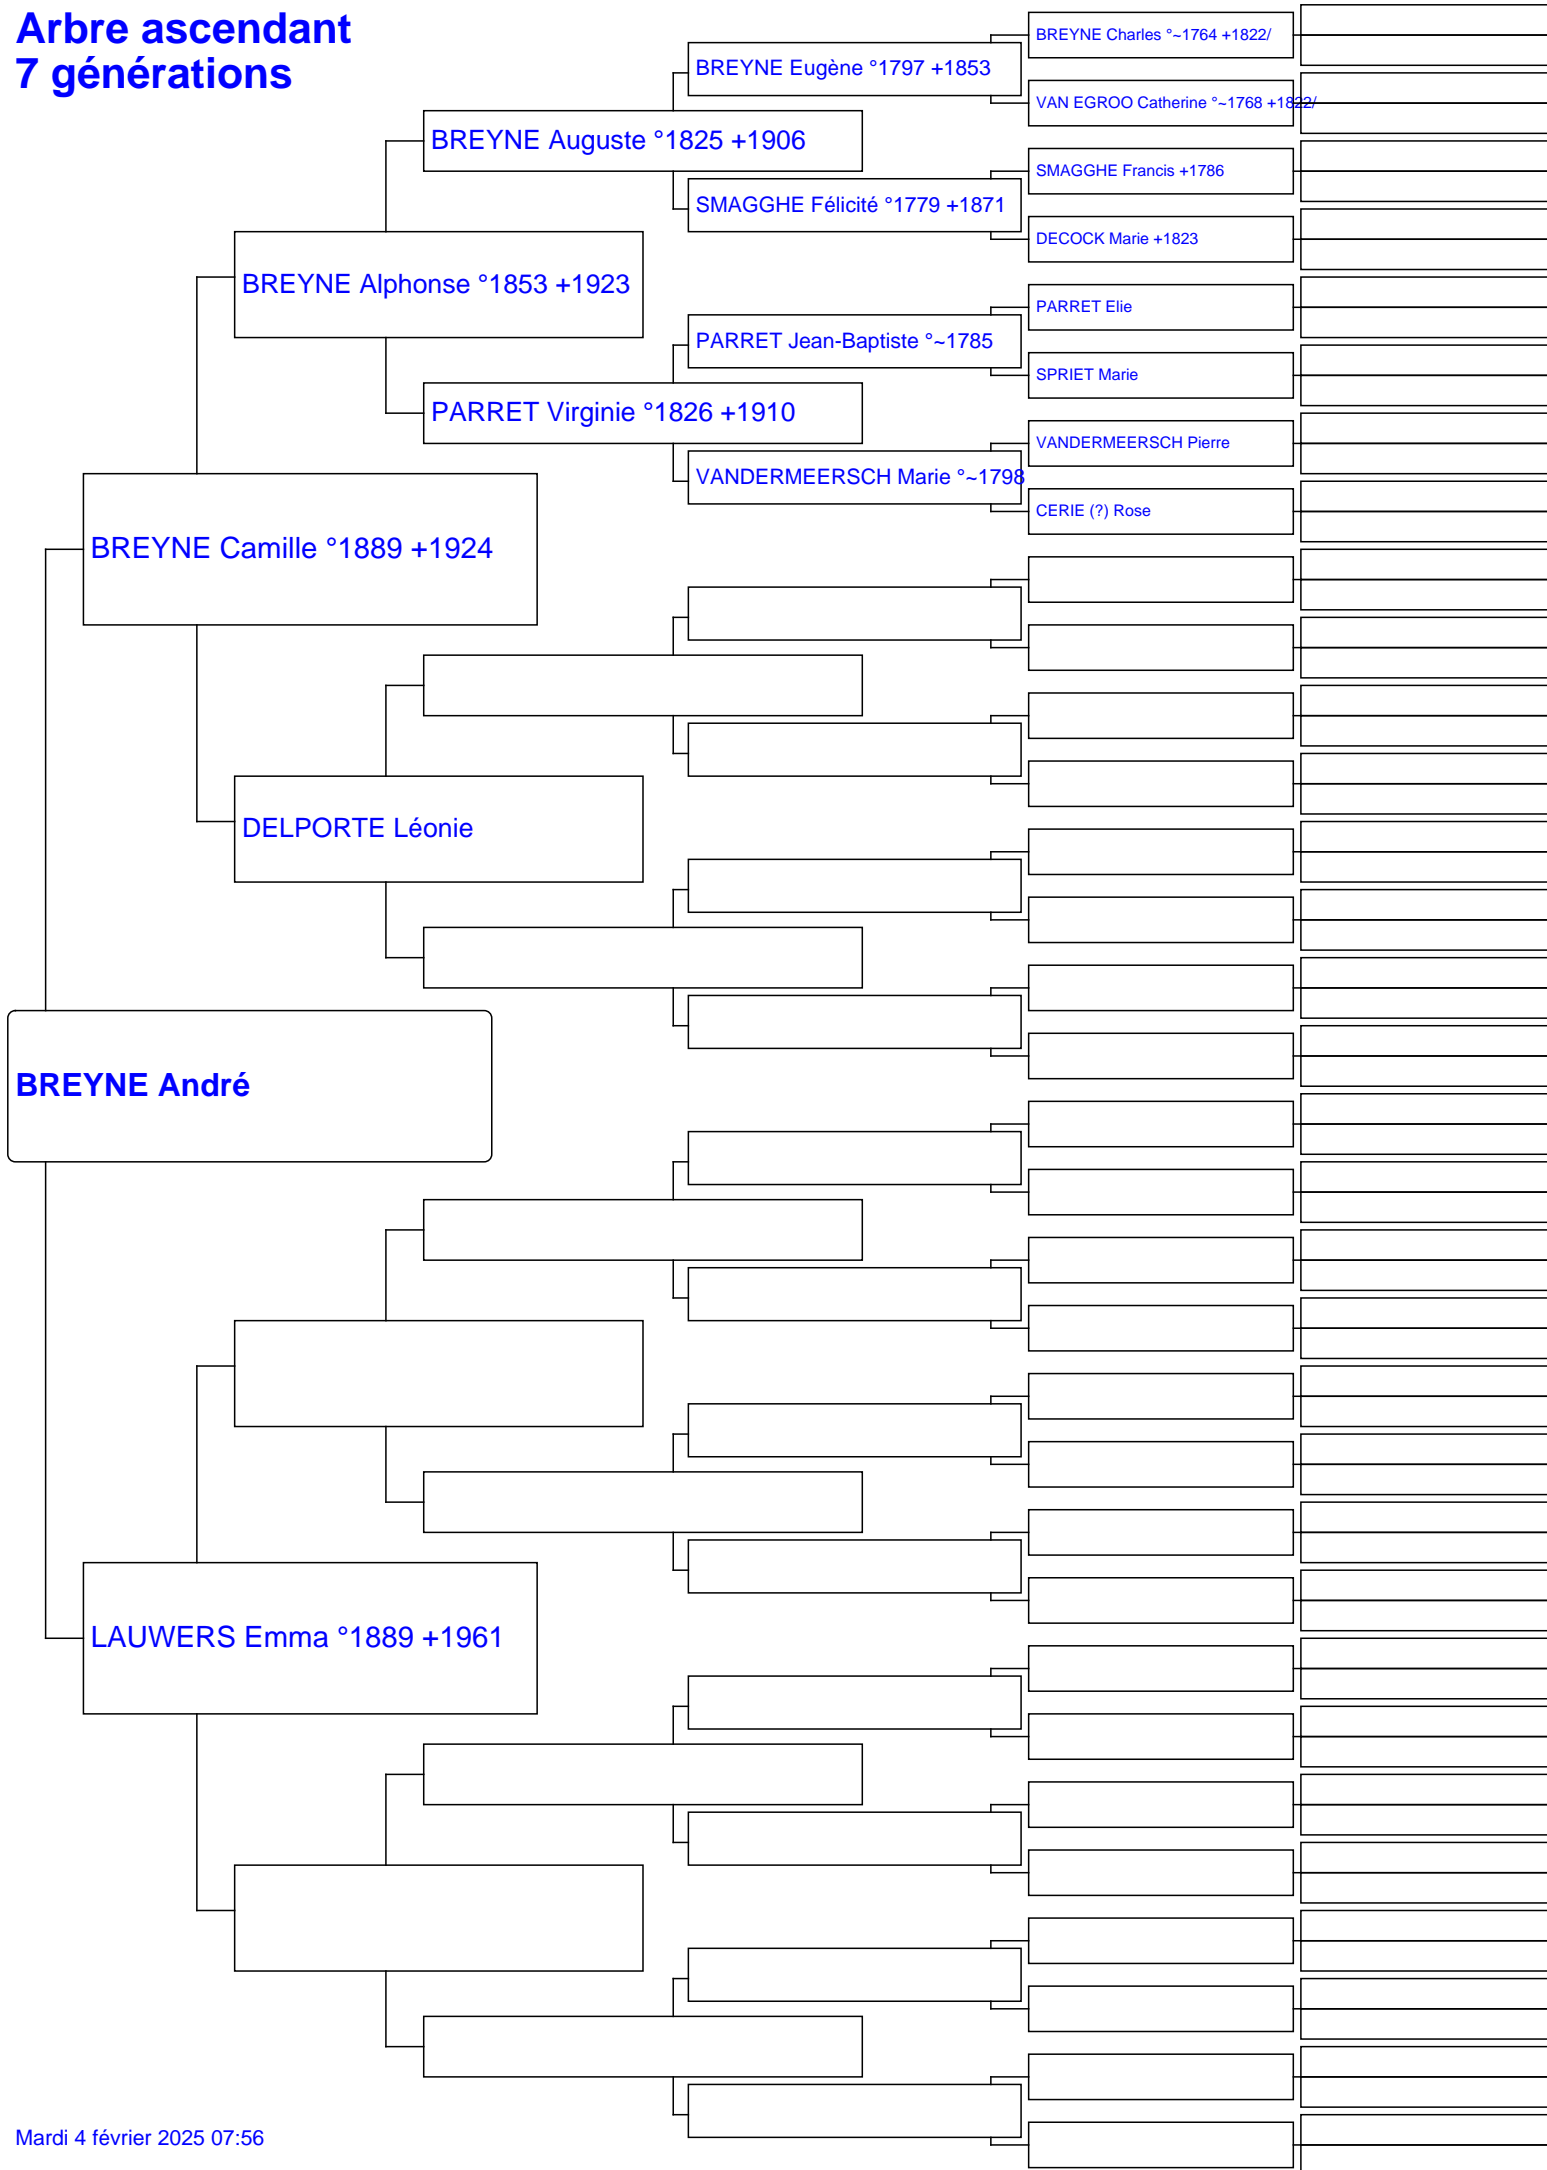 Arbre ascendant
7 générations
BREYNE Charles °~1764 +1822/
BREYNE Eugène °1797 +1853
VAN EGROO Catherine °~1768 +1822/
BREYNE Auguste °1825 +1906
SMAGGHE Francis +1786
SMAGGHE Félicité °1779 +1871
DECOCK Marie +1823
BREYNE Alphonse °1853 +1923
PARRET Elie
PARRET Jean-Baptiste °~1785
SPRIET Marie
PARRET Virginie °1826 +1910
VANDERMEERSCH Pierre
VANDERMEERSCH Marie °~1798
CERIE (?) Rose
BREYNE Camille °1889 +1924
DELPORTE Léonie
BREYNE André
LAUWERS Emma °1889 +1961
Mardi 4 février 2025 07:56